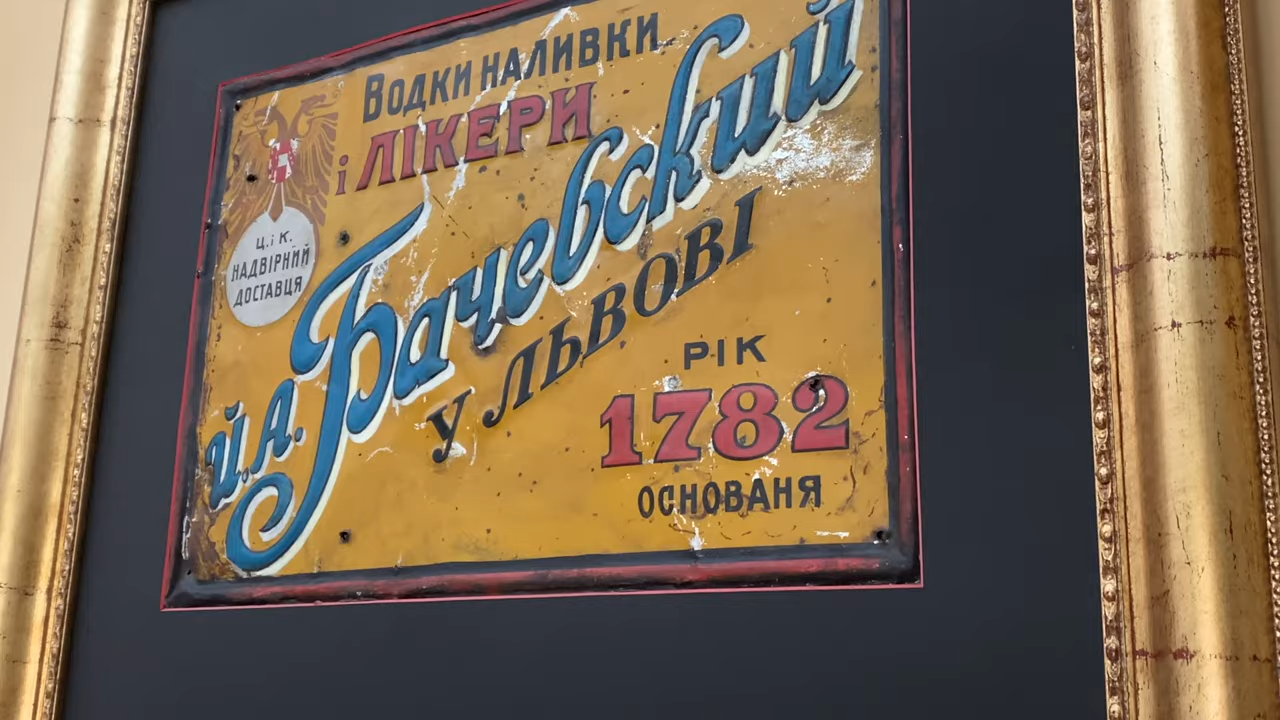 Водки наливки
і ЛІКЕРИ
Ц. і К.
НАДВІРНИЙ
ДОСТАВЦЯ
Й. А. Бачевский
у ЛЬВОВІ
РІК
1782
ОСНОВАНЯ